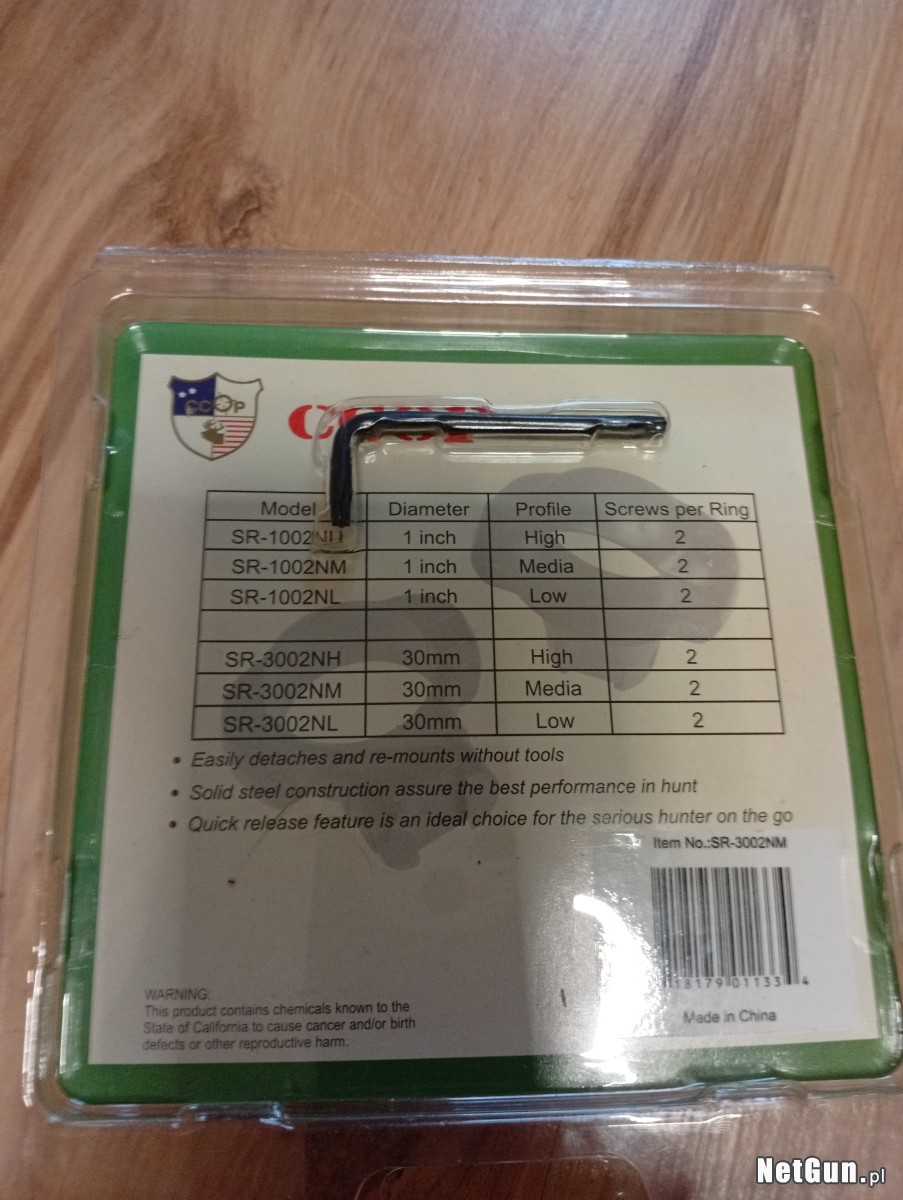 CCOP
Model Diameter Profile Screws per Ring
SR-1002NH 1 inch High 2
SR-1002NM 1 inch Media 2
SR-1002NL 1 inch Low 2
SR-3002NH 30mm High 2
SR-3002NM 30mm Media 2
SR-3002NL 30mm Low 2
• Easily detaches and re-mounts without tools
• Solid steel construction assure the best performance in hunt
• Quick release feature is an ideal choice for the serious hunter on the go
Item No.:SR-3002NM
18179 01133 4
Made in China
WARNING:
This product contains chemicals known to the
State of California to cause cancer and/or birth
defects or other reproductive harm.
NetGun.pl